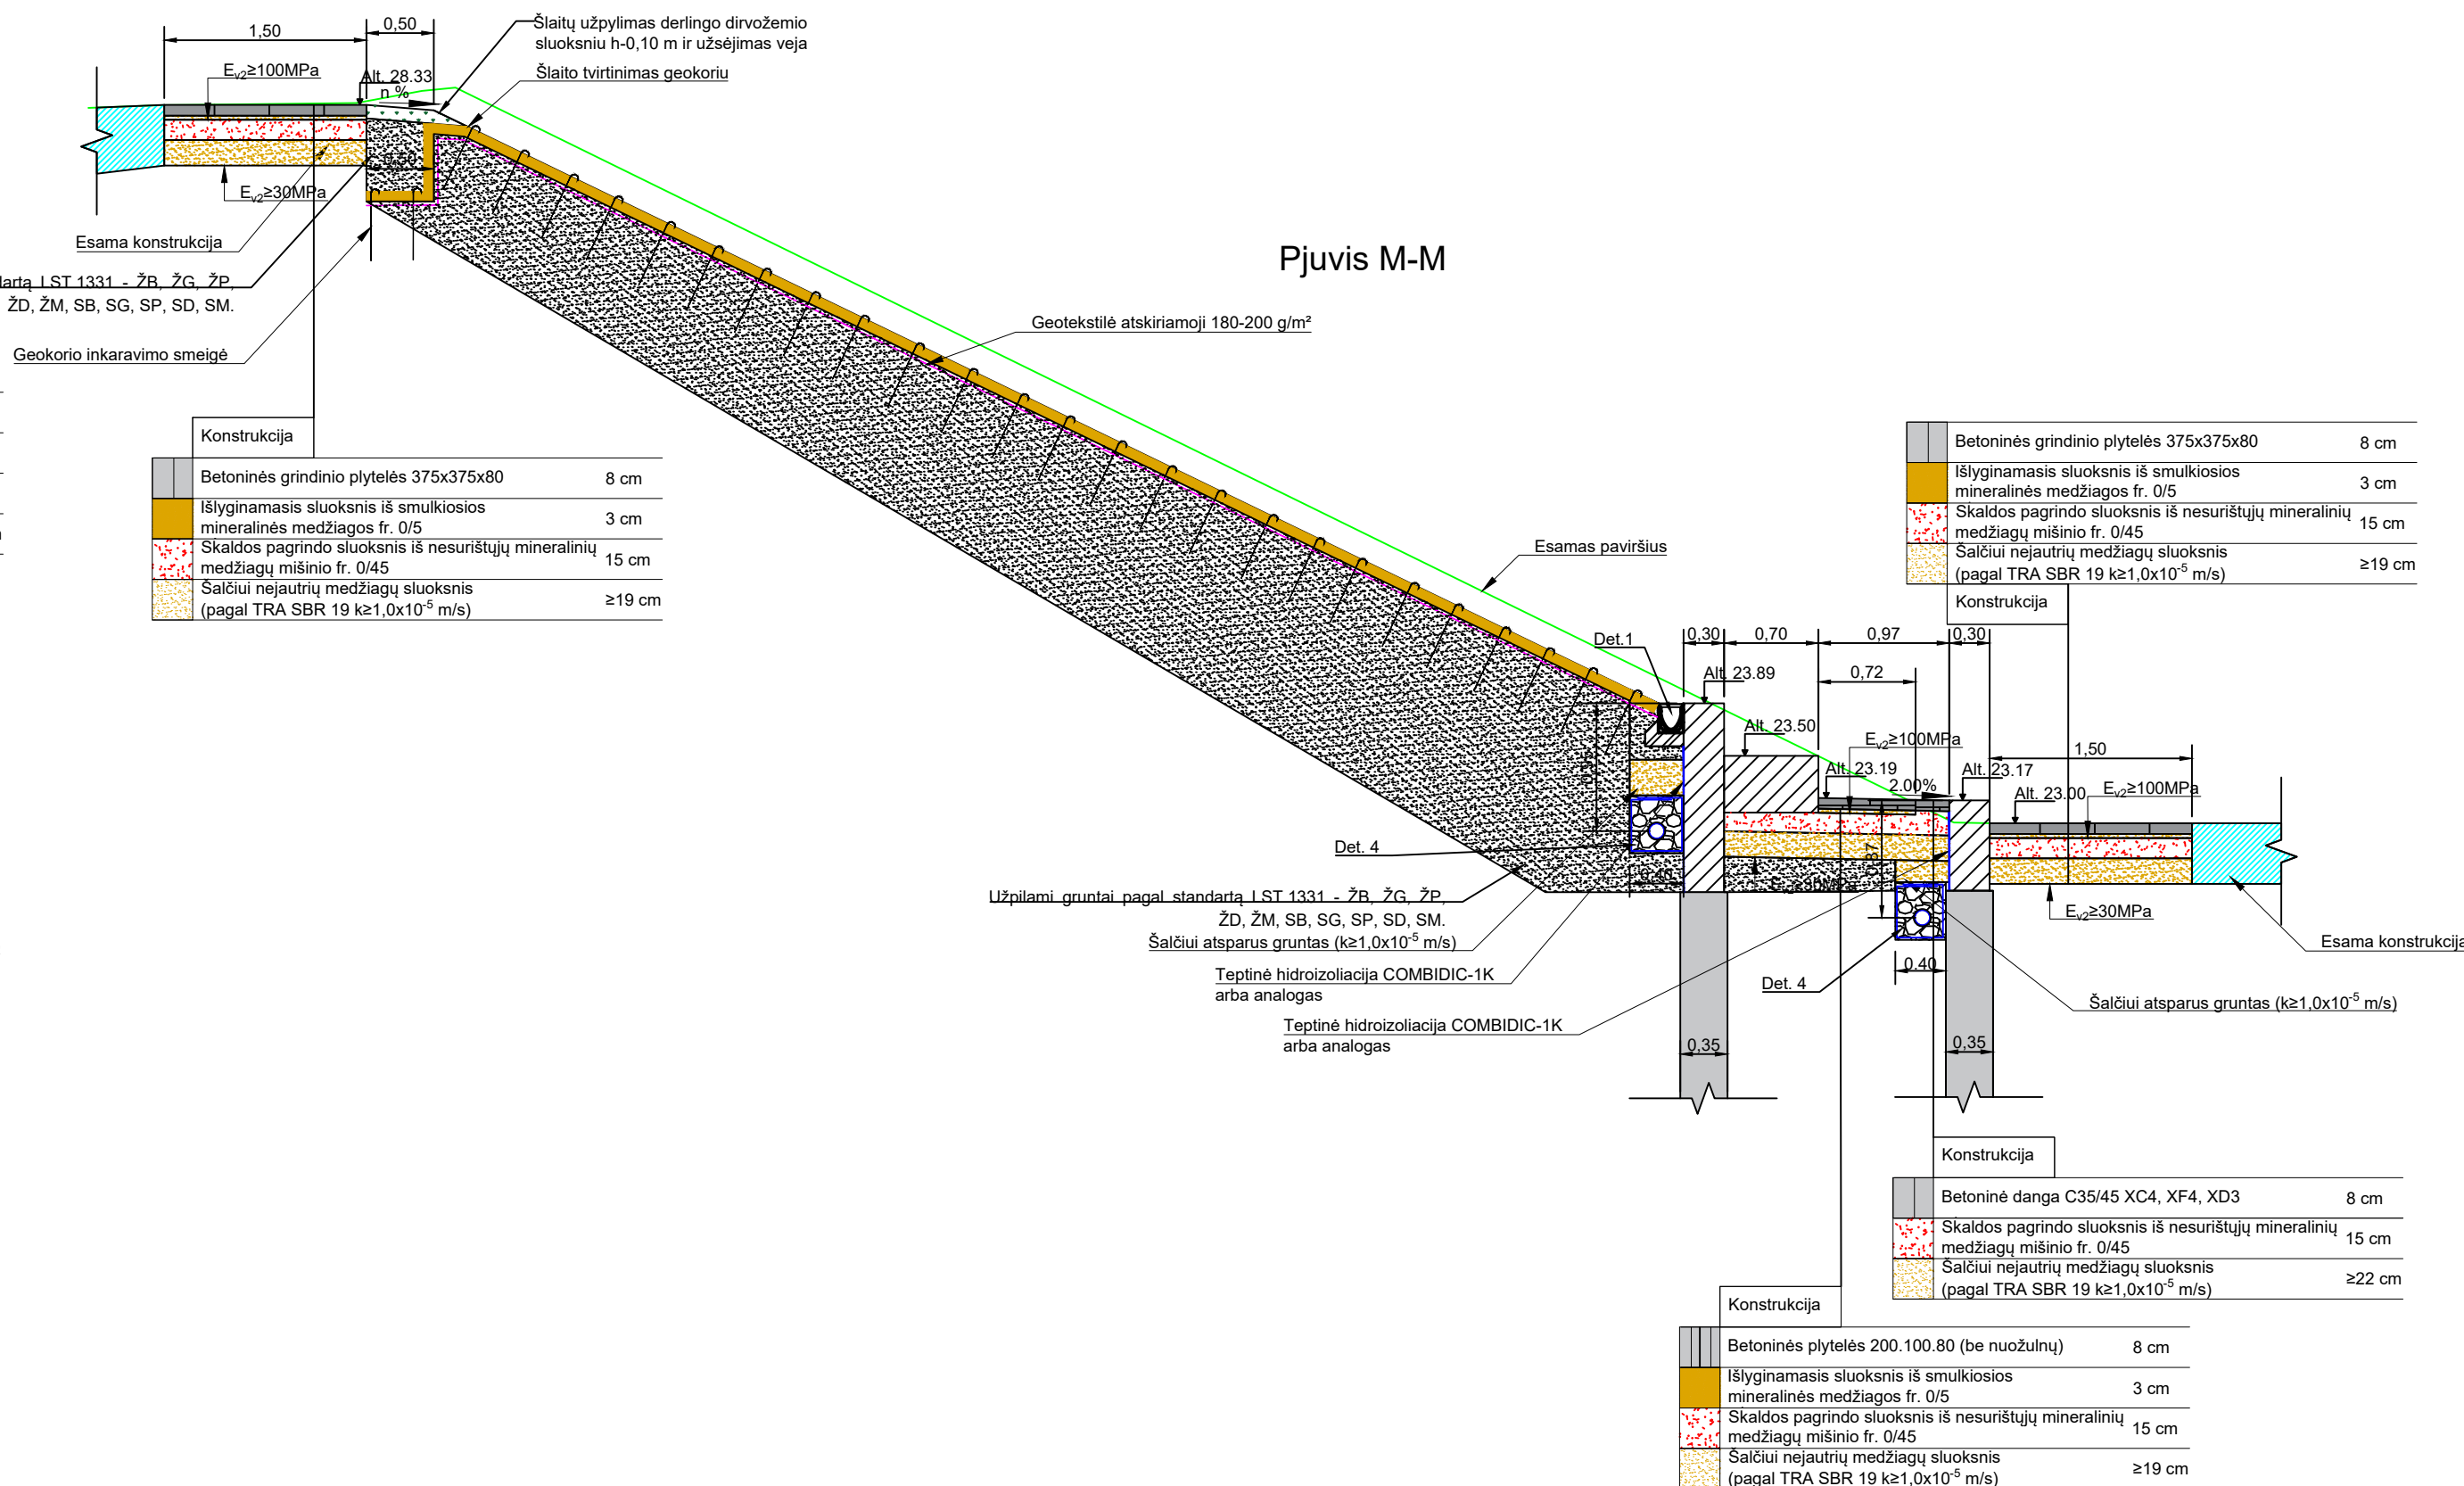 Pjuvis M-M
1,50
0,50
Šlaitų užpylimas derlingo dirvožemio
sluoksniu h-0,10 m ir užsėjimas veja
Šlaito tvirtinimas geokoriu
Ev2≥100MPa
Alt. 28.33
n %
0,50
Ev2≥30MPa
Esama konstrukcija
LST 1331 - ŽB, ŽG, ŽP,
ŽD, ŽM, SB, SG, SP, SD, SM.
Geokorio inkaravimo smeigė
Geotekstilė atskiriamoji 180-200 g/m²
Esamas paviršius
Konstrukcija
Betoninės grindinio plytelės 375x375x80 8 cm
Išlyginamasis sluoksnis iš smulkiosios
mineralinės medžiagos fr. 0/5 3 cm
Skaldos pagrindo sluoksnis iš nesurištųjų mineralinių
medžiagų mišinio fr. 0/45 15 cm
Šalčiui nejautrių medžiagų sluoksnis
(pagal TRA SBR 19 k≥1,0x10⁻⁵ m/s) ≥19 cm
Betoninės grindinio plytelės 375x375x80 8 cm
Išlyginamasis sluoksnis iš smulkiosios
mineralinės medžiagos fr. 0/5 3 cm
Skaldos pagrindo sluoksnis iš nesurištųjų mineralinių
medžiagų mišinio fr. 0/45 15 cm
Šalčiui nejautrių medžiagų sluoksnis
(pagal TRA SBR 19 k≥1,0x10⁻⁵ m/s) ≥19 cm
Konstrukcija
Det.1
0,30
0,70
0,97
0,30
Alt. 23.89
0,72
Alt. 23.50
Ev2≥100MPa
1,50
Alt. 23.19
Alt. 23.17
2.00%
Alt. 23.00
Ev2≥100MPa
Det. 4
0,40
Ev2≥30MPa
Ev2≥30MPa
Užpilami gruntai pagal standartą LST 1331 - ŽB, ŽG, ŽP,
ŽD, ŽM, SB, SG, SP, SD, SM.
Šalčiui atsparus gruntas (k≥1,0x10⁻⁵ m/s)
Esama konstrukcija
Teptinė hidroizoliacija COMBIDIC-1K
arba analogas
0.40
Det. 4
Šalčiui atsparus gruntas (k≥1,0x10⁻⁵ m/s)
Teptinė hidroizoliacija COMBIDIC-1K
arba analogas
0,35
0,35
Konstrukcija
Betoninė danga C35/45 XC4, XF4, XD3 8 cm
Skaldos pagrindo sluoksnis iš nesurištųjų mineralinių
medžiagų mišinio fr. 0/45 15 cm
Šalčiui nejautrių medžiagų sluoksnis
(pagal TRA SBR 19 k≥1,0x10⁻⁵ m/s) ≥22 cm
Konstrukcija
Betoninės plytelės 200.100.80 (be nuožulnų) 8 cm
Išlyginamasis sluoksnis iš smulkiosios
mineralinės medžiagos fr. 0/5 3 cm
Skaldos pagrindo sluoksnis iš nesurištųjų mineralinių
medžiagų mišinio fr. 0/45 15 cm
Šalčiui nejautrių medžiagų sluoksnis
(pagal TRA SBR 19 k≥1,0x10⁻⁵ m/s) ≥19 cm